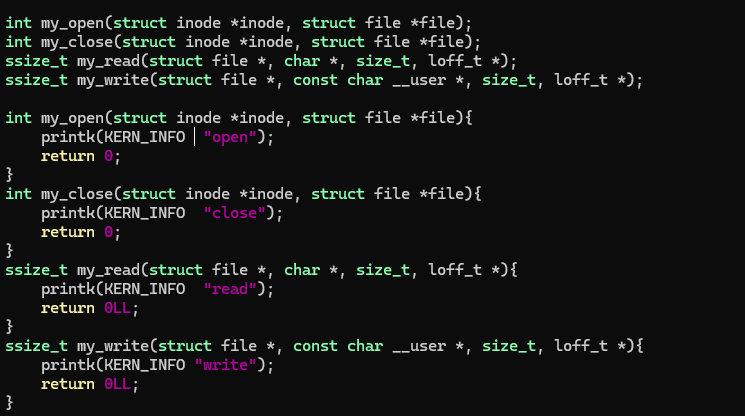 int my_open(struct inode *inode, struct file *file);
int my_close(struct inode *inode, struct file *file);
ssize_t my_read(struct file *, char *, size_t, loff_t *);
ssize_t my_write(struct file *, const char __user *, size_t, loff_t *);

int my_open(struct inode *inode, struct file *file){
    printk(KERN_INFO  "open");
    return 0;
}
int my_close(struct inode *inode, struct file *file){
    printk(KERN_INFO  "close");
    return 0;
}
ssize_t my_read(struct file *, char *, size_t, loff_t *){
    printk(KERN_INFO  "read");
    return 0LL;
}
ssize_t my_write(struct file *, const char __user *, size_t, loff_t *){
    printk(KERN_INFO "write");
    return 0LL;
}